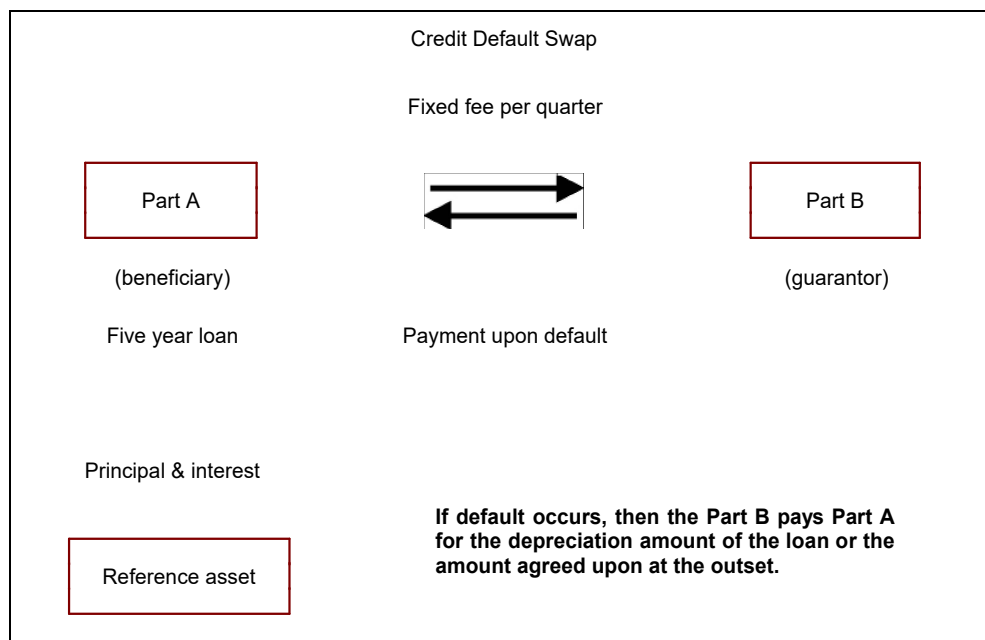 Credit Default Swap
Fixed fee per quarter
Part A
Part B
(beneficiary)
(guarantor)
Five year loan
Payment upon default
Principal & interest
If default occurs, then the Part B pays Part A
for the depreciation amount of the loan or the
amount agreed upon at the outset.
Reference asset